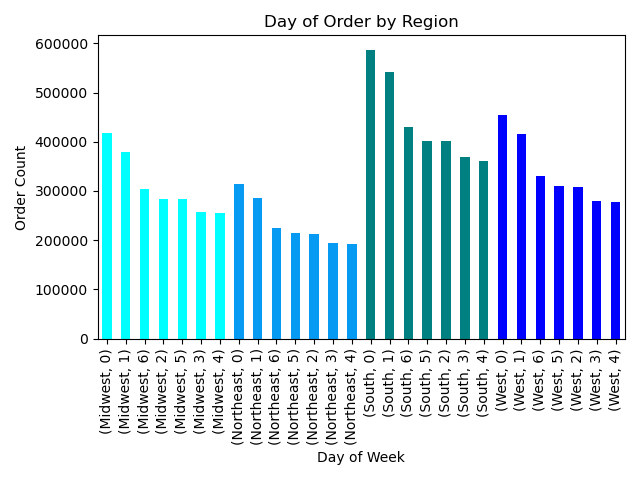 Day of Order by Region
600000
500000
400000
300000
200000
100000
0
Order Count
(Midwest, 0)
(Midwest, 1)
(Midwest, 6)
(Midwest, 2)
(Midwest, 5)
(Midwest, 3)
(Midwest, 4)
(Northeast, 0)
(Northeast, 1)
(Northeast, 6)
(Northeast, 5)
(Northeast, 2)
(Northeast, 3)
(Northeast, 4)
(South, 0)
(South, 1)
(South, 6)
(South, 5)
(South, 2)
(South, 3)
(South, 4)
(West, 0)
(West, 1)
(West, 6)
(West, 5)
(West, 2)
(West, 3)
(West, 4)
Day of Week